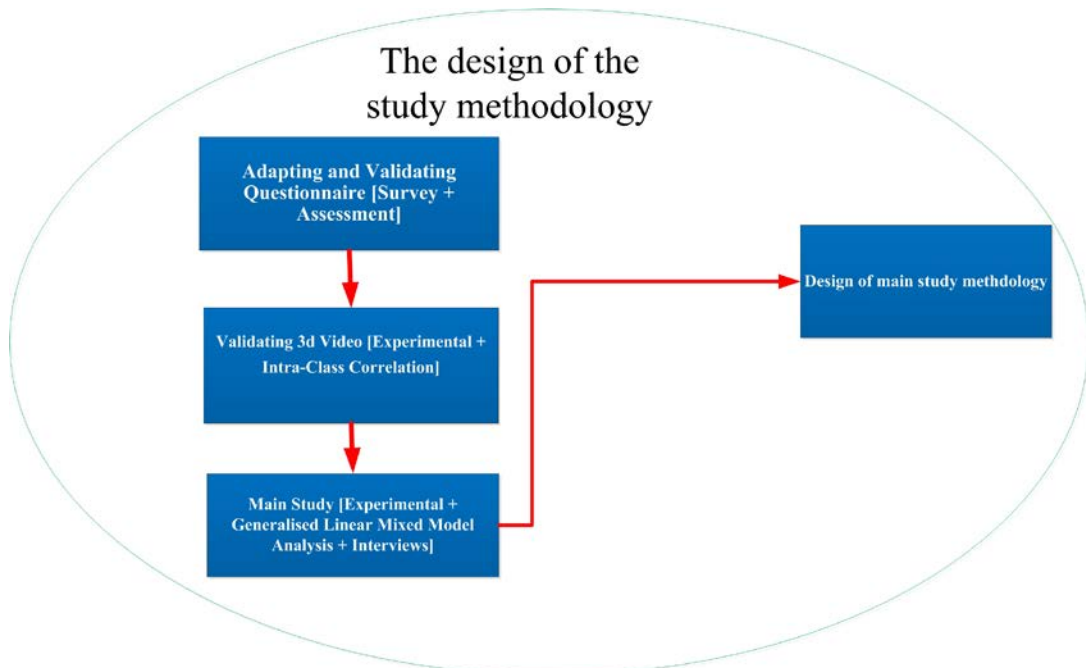 The design of the
study methodology
Adapting and Validating
Questionnaire [Survey +
Assessment]
Validating 3d Video [Experimental +
Intra-Class Correlation]
Main Study [Experimental +
Generalised Linear Mixed Model
Analysis + Interviews]
Design of main study methdology